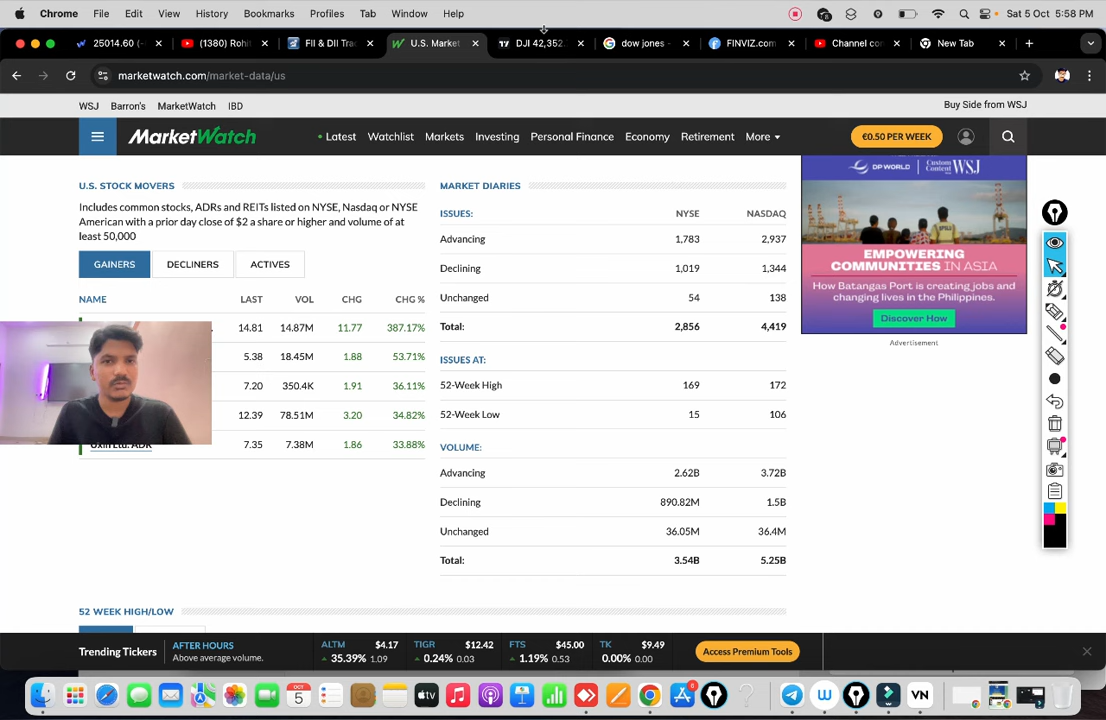 Chrome File Edit View History Bookmarks Profiles Tab Window Help Sat 5 Oct 5:58 PM
25014.60 (- (1380) Rohit FII & DII Trad U.S. Market DJI 42,352. dow jones - FINVIZ.com Channel con New Tab
marketwatch.com/market-data/us
WSJ Barron's MarketWatch IBD Buy Side from WSJ
MarketWatch Latest Watchlist Markets Investing Personal Finance Economy Retirement More €0.50 PER WEEK
U.S. STOCK MOVERS
Includes common stocks, ADRs and REITs listed on NYSE, Nasdaq or NYSE
American with a prior day close of $2 a share or higher and volume of at
least 50,000
GAINERS DECLINERS ACTIVES
NAME LAST VOL CHG CHG %
14.81 14.87M 11.77 387.17%
5.38 18.45M 1.88 53.71%
7.20 350.4K 1.91 36.11%
12.39 78.51M 3.20 34.82%
Uxin Ltd. ADR 7.35 7.38M 1.86 33.88%
MARKET DIARIES
ISSUES: NYSE NASDAQ
Advancing 1,783 2,937
Declining 1,019 1,344
Unchanged 54 138
Total: 2,856 4,419
ISSUES AT:
52-Week High 169 172
52-Week Low 15 106
VOLUME:
Advancing 2.62B 3.72B
Declining 890.82M 1.5B
Unchanged 36.05M 36.4M
Total: 3.54B 5.25B
DP WORLD Custom Content WSJ
EMPOWERING
COMMUNITIES IN ASIA
How Batangas Port is creating jobs and
changing lives in the Philippines.
Discover How
Advertisement
52 WEEK HIGH/LOW
Trending Tickers
AFTER HOURS
Above average volume.
ALTM $4.17
35.39% 1.09
TIGR $12.42
0.24% 0.03
FTS $45.00
1.19% 0.53
TK $9.49
0.00% 0.00
Access Premium Tools
OCT
5
tv
8
W
VN